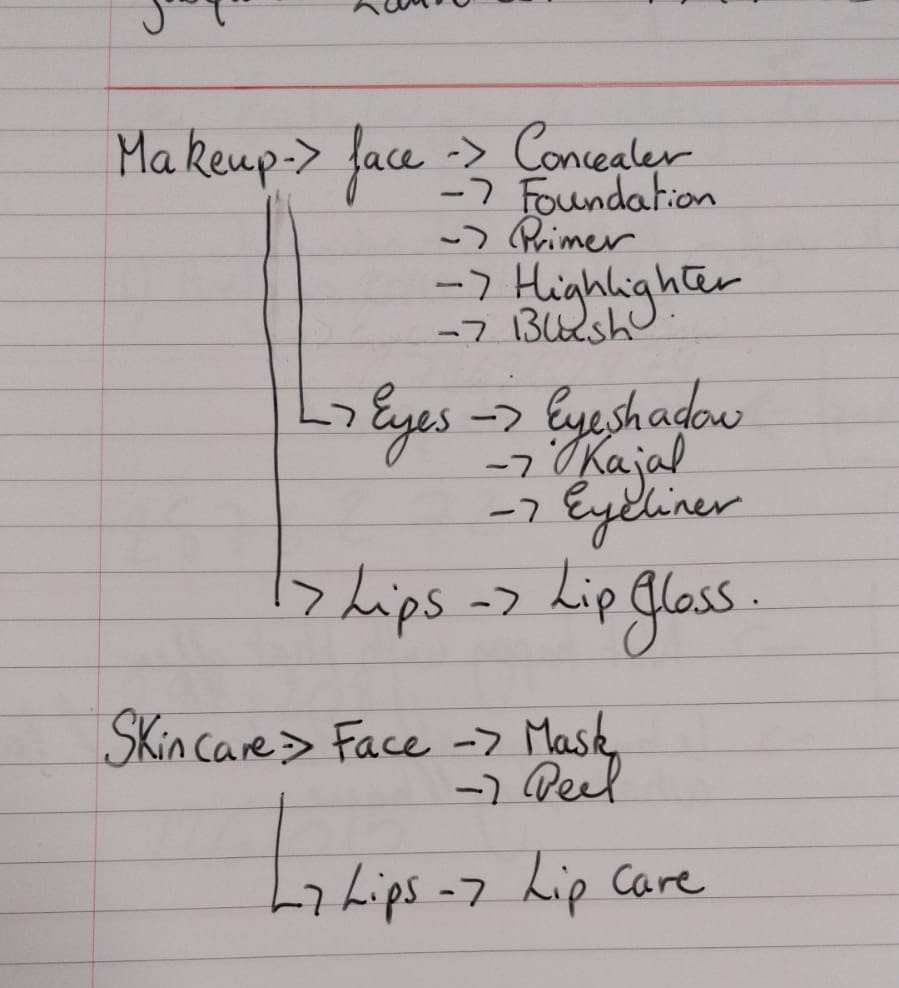 Makeup -> face -> Concealer
-> Foundation
-> Primer
-> Highlighter
-> Blush
-> Eyes -> Eyeshadow
-> Kajal
-> Eyeliner
-> Lips -> Lip gloss.
Skincare -> Face -> Mask
-> Peel
-> Lips -> Lip care